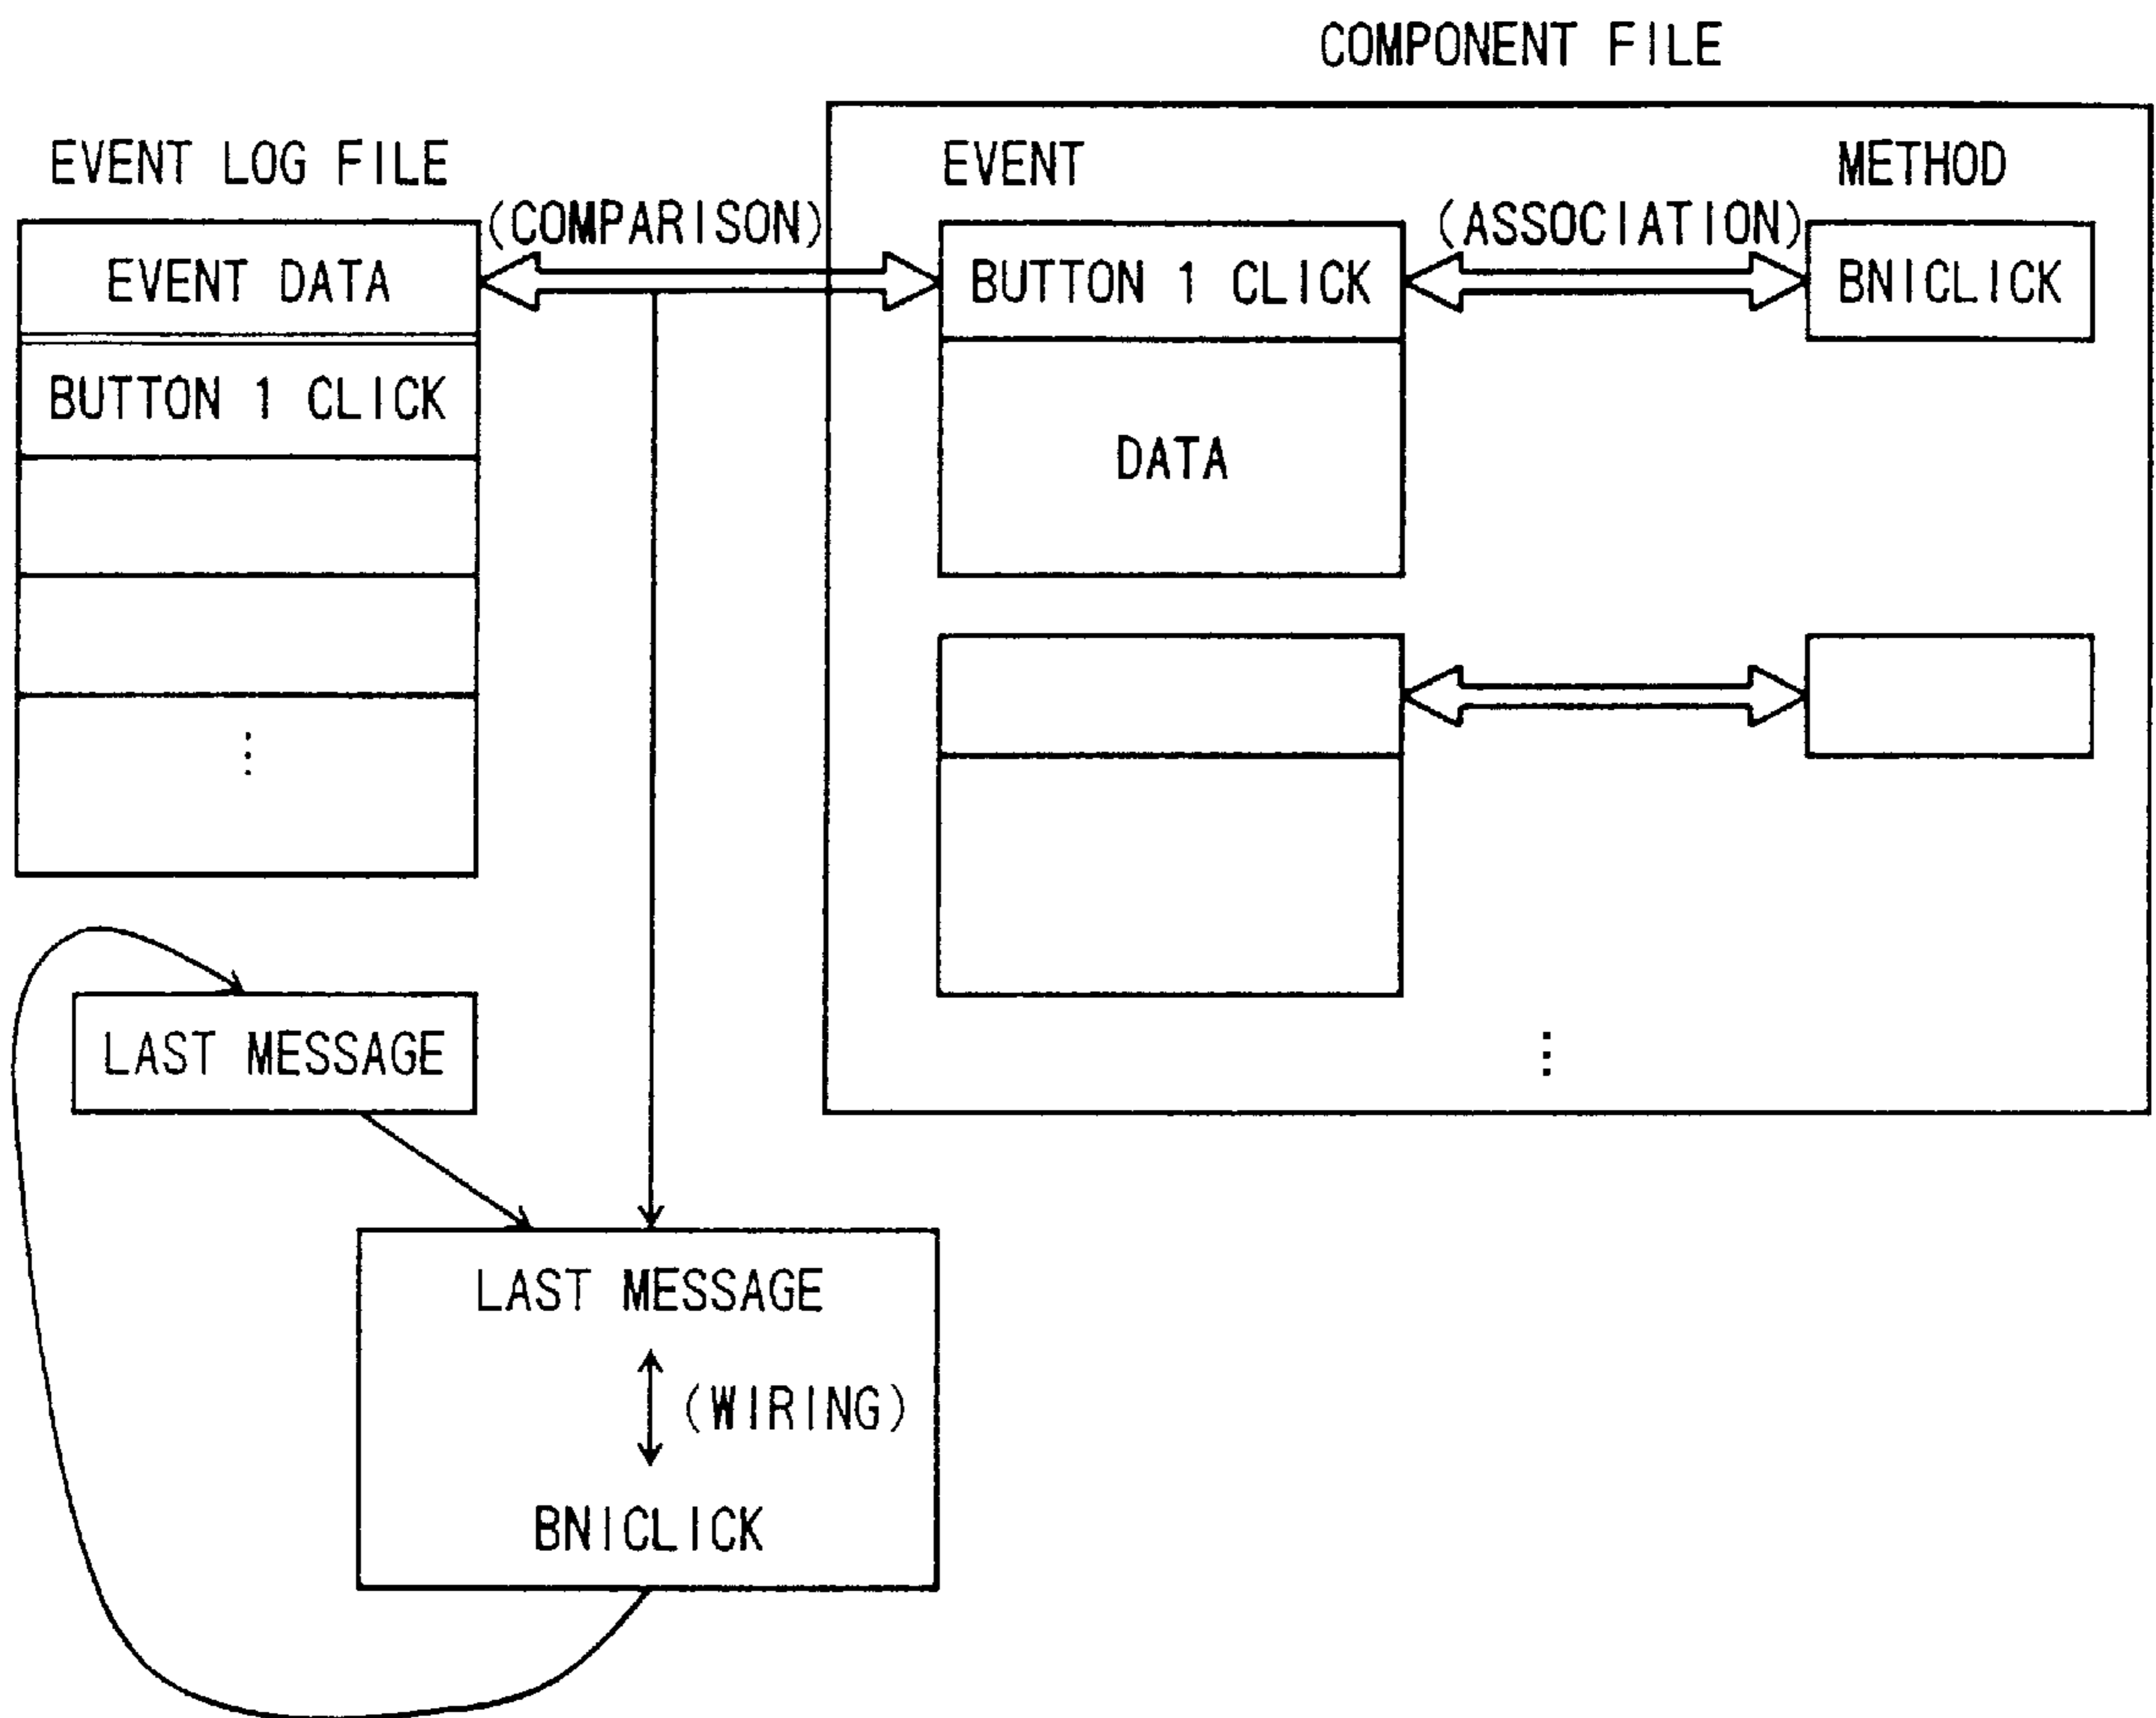 COMPONENT FILE
EVENT LOG FILE
EVENT
METHOD
(COMPARISON)
(ASSOCIATION)
EVENT DATA
BUTTON 1 CLICK
BNICLICK
BUTTON 1 CLICK
DATA
⋮
LAST MESSAGE
⋮
LAST MESSAGE
(WIRING)
BNICLICK